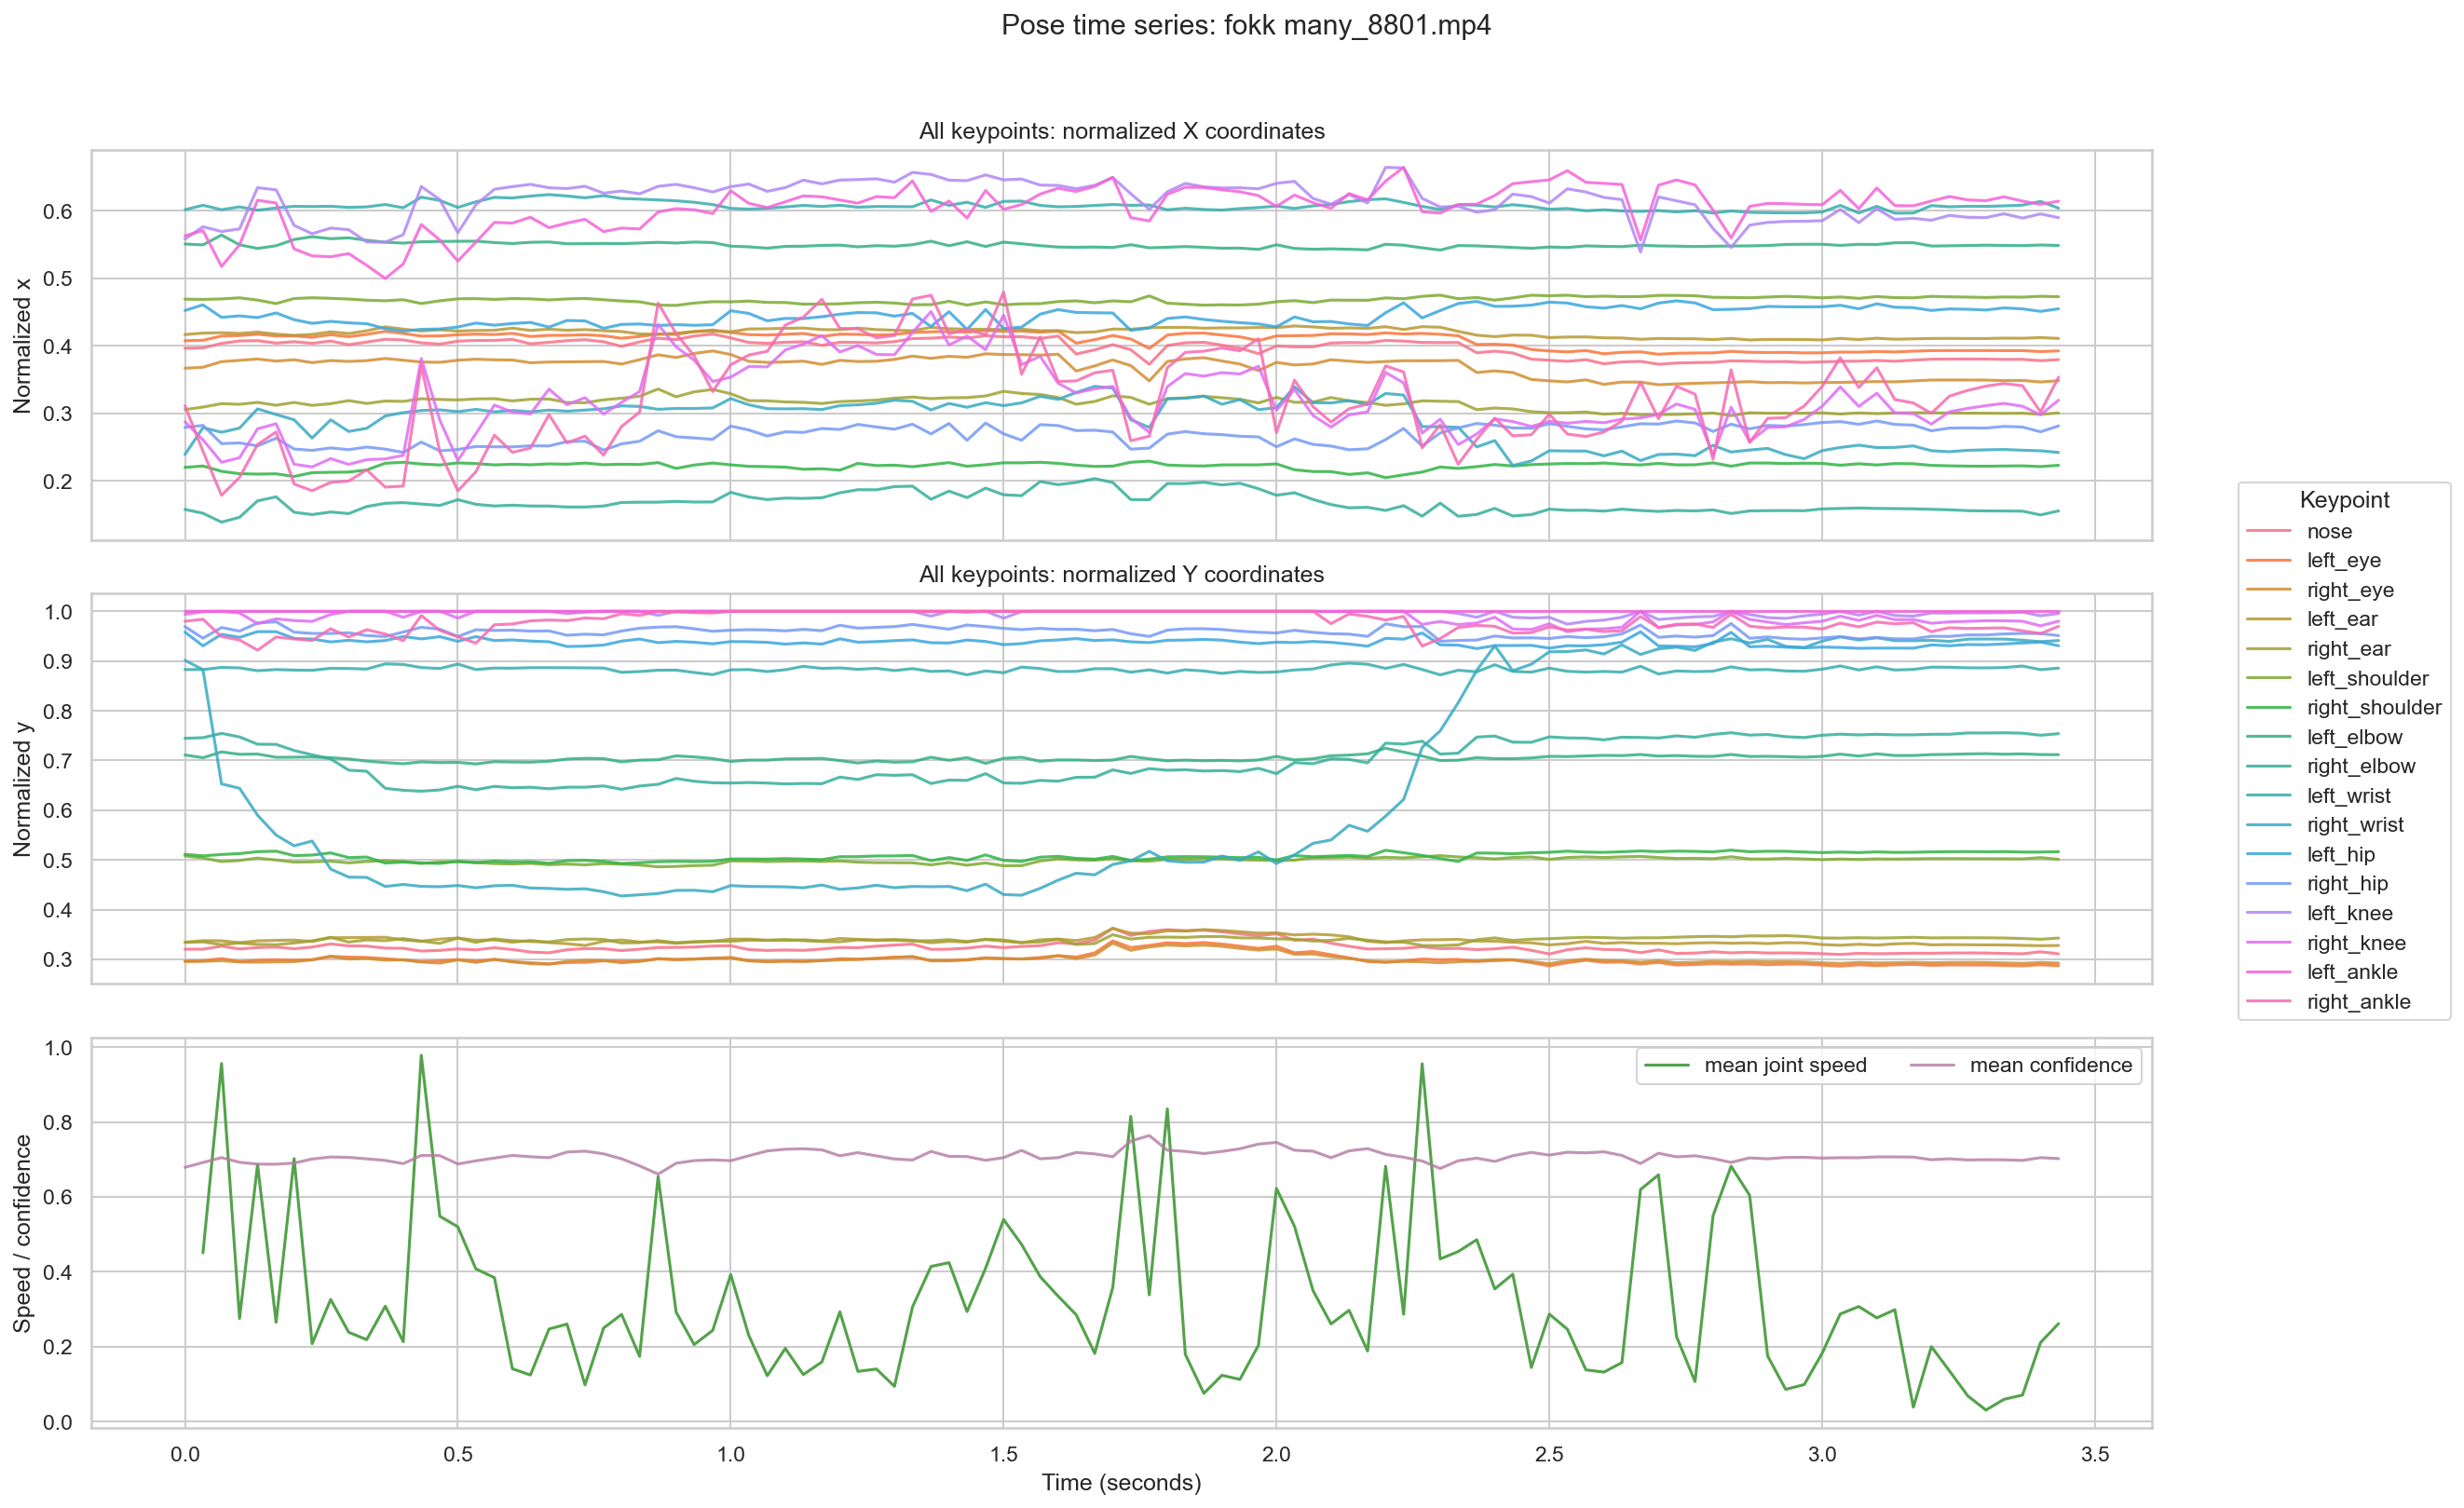 Pose time series: fokk many_8801.mp4
All keypoints: normalized X coordinates
Normalized x
0.6
0.5
0.4
0.3
0.2
All keypoints: normalized Y coordinates
Normalized y
1.0
0.9
0.8
0.7
0.6
0.5
0.4
0.3
Keypoint
nose
left_eye
right_eye
left_ear
right_ear
left_shoulder
right_shoulder
left_elbow
right_elbow
left_wrist
right_wrist
left_hip
right_hip
left_knee
right_knee
left_ankle
right_ankle
Speed / confidence
1.0
0.8
0.6
0.4
0.2
0.0
mean joint speed mean confidence
0.0 0.5 1.0 1.5 2.0 2.5 3.0 3.5
Time (seconds)